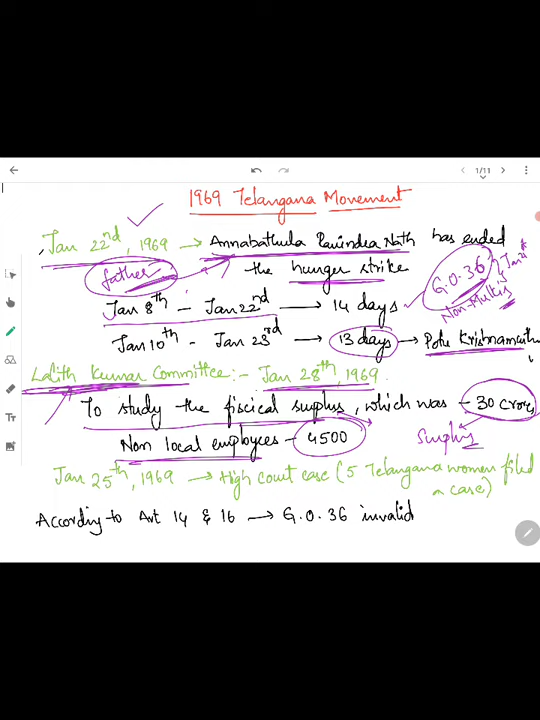 1/11
1969 Telangana Movement
Jan 22nd, 1969 → Annabathula Ravindra Nath has ended
father
the hunger strike
G.O.36
Jan 8th - Jan 22nd → 14 days
Non-Mulkis
Jan 10th - Jan 23rd → 13 days → Potu Krishnamurthy
Lalith Kumar Committee:- Jan 28th, 1969.
To study the fiscical surplus, which was - 30 crores
Surplus
Non local employees - 4500
Jan 25th, 1969 → High court case (5 Telangana women filed
a case)
According to Art 14 & 16 → G.O.36 invalid
Tт